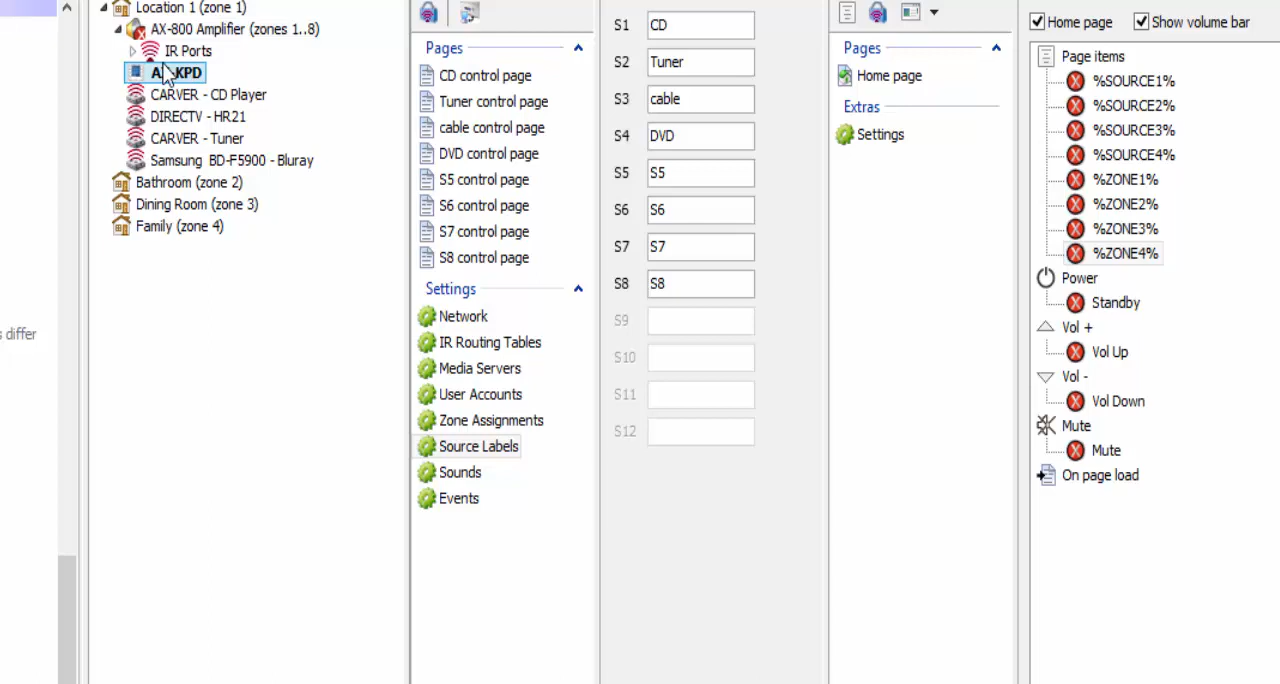 Location 1 (zone 1)
AX-800 Amplifier (zones 1..8)
IR Ports
KPD
CARVER - CD Player
DIRECTV - HR21
CARVER - Tuner
Samsung BD-F5900 - Bluray
Bathroom (zone 2)
Dining Room (zone 3)
Family (zone 4)
differ
Pages
CD control page
Tuner control page
cable control page
DVD control page
S5 control page
S6 control page
S7 control page
S8 control page
Settings
Network
IR Routing Tables
Media Servers
User Accounts
Zone Assignments
Source Labels
Sounds
Events
S1 CD
S2 Tuner
S3 cable
S4 DVD
S5 S5
S6 S6
S7 S7
S8 S8
S9
S10
S11
S12
Pages
Home page
Extras
Settings
Home page Show volume bar
Page items
%SOURCE1%
%SOURCE2%
%SOURCE3%
%SOURCE4%
%ZONE1%
%ZONE2%
%ZONE3%
%ZONE4%
Power
Standby
Vol +
Vol Up
Vol -
Vol Down
Mute
Mute
On page load